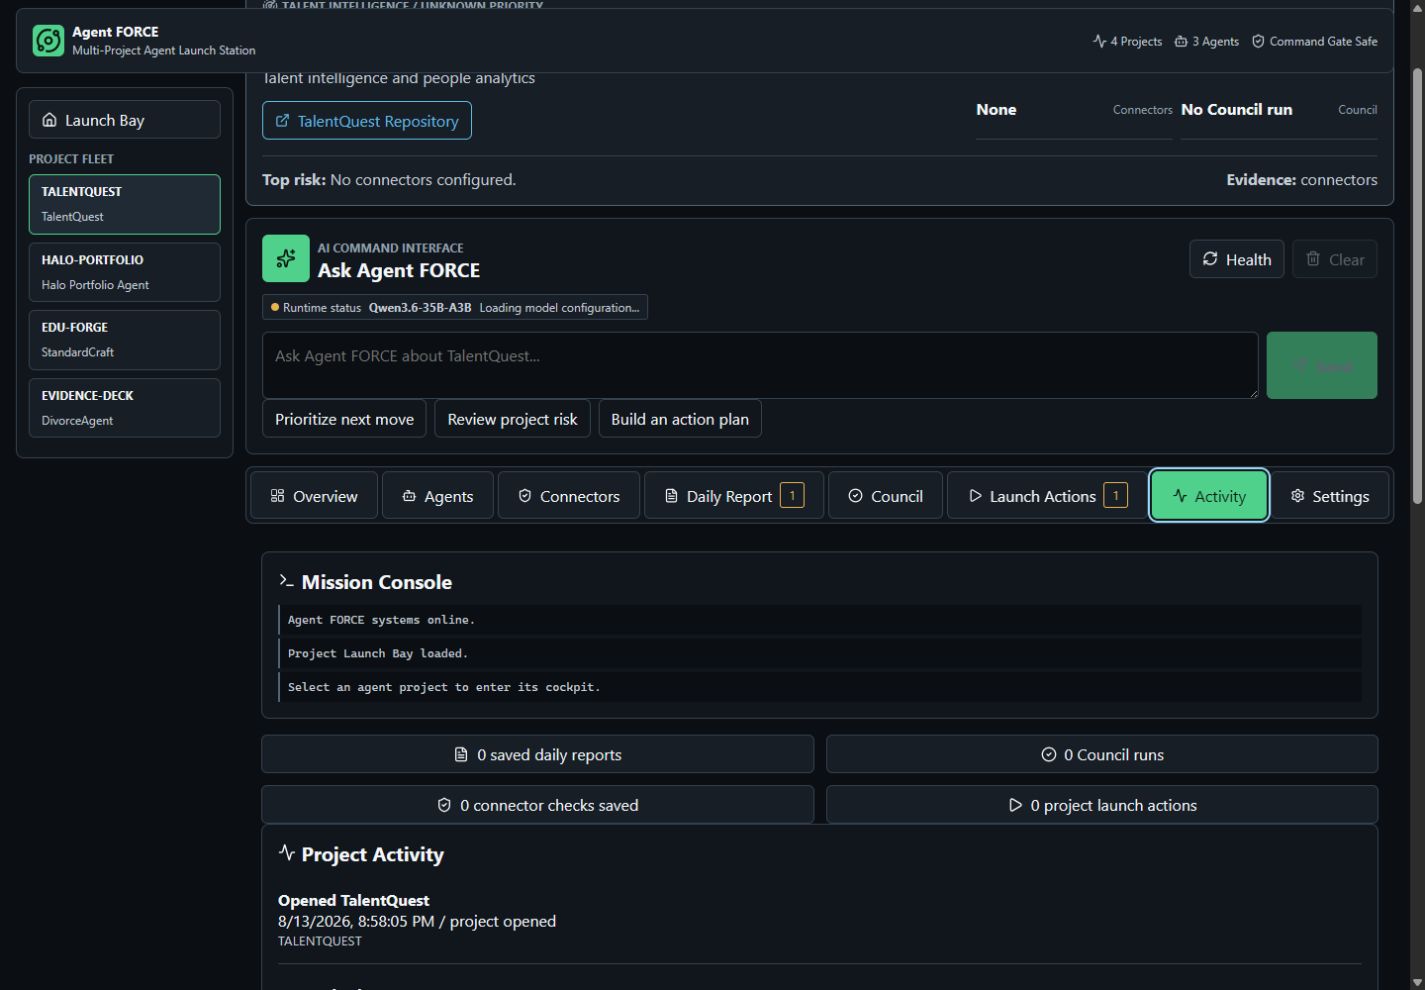 TALENT INTELLIGENCE / UNKNOWN PRIORITY
Agent FORCE
Multi-Project Agent Launch Station
4 Projects
3 Agents
Command Gate Safe
Launch Bay
PROJECT FLEET
TALENTQUEST
TalentQuest
HALO-PORTFOLIO
Halo Portfolio Agent
EDU-FORGE
StandardCraft
EVIDENCE-DECK
DivorceAgent
Talent intelligence and people analytics
TalentQuest Repository
None
Connectors
No Council run
Council
Top risk: No connectors configured.
Evidence: connectors
AI COMMAND INTERFACE
Ask Agent FORCE
Health
Clear
Runtime status Qwen3.6-35B-A3B Loading model configuration...
Ask Agent FORCE about TalentQuest...
Prioritize next move
Review project risk
Build an action plan
Overview
Agents
Connectors
Daily Report 1
Council
Launch Actions 1
Activity
Settings
Mission Console
Agent FORCE systems online.
Project Launch Bay loaded.
Select an agent project to enter its cockpit.
0 saved daily reports
0 Council runs
0 connector checks saved
0 project launch actions
Project Activity
Opened TalentQuest
8/13/2026, 8:58:05 PM / project opened
TALENTQUEST